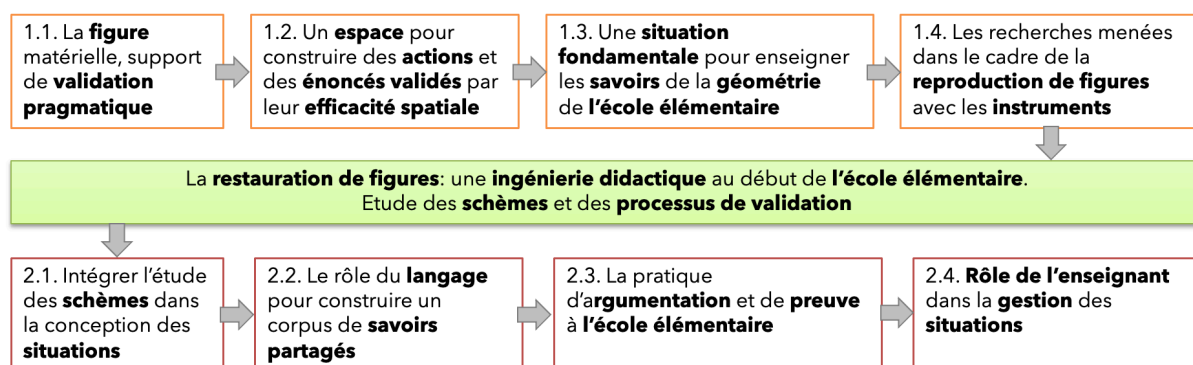 1.1. La figure
matérielle, support
de validation
pragmatique
1.2. Un espace pour
construire des actions et
des énoncés validés par
leur efficacité spatiale
1.3. Une situation
fondamentale pour enseigner
les savoirs de la géométrie
de l’école élémentaire
1.4. Les recherches menées
dans le cadre de la
reproduction de figures
avec les instruments
La restauration de figures: une ingénierie didactique au début de l’école élémentaire.
Etude des schèmes et des processus de validation
2.1. Intégrer l’étude
des schèmes dans
la conception des
situations
2.2. Le rôle du langage
pour construire un
corpus de savoirs
partagés
2.3. La pratique
d’argumentation et de preuve
à l’école élémentaire
2.4. Rôle de l’enseignant
dans la gestion des
situations